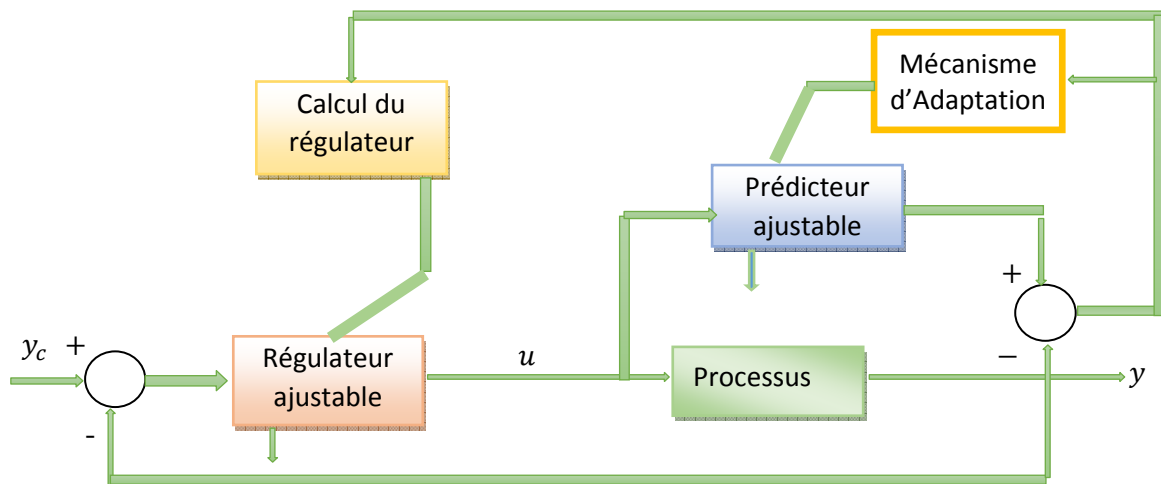 Mécanisme
d'Adaptation
Calcul du
régulateur
Prédicteur
ajustable
+
−
y_c
+
-
Régulateur
ajustable
u
Processus
y